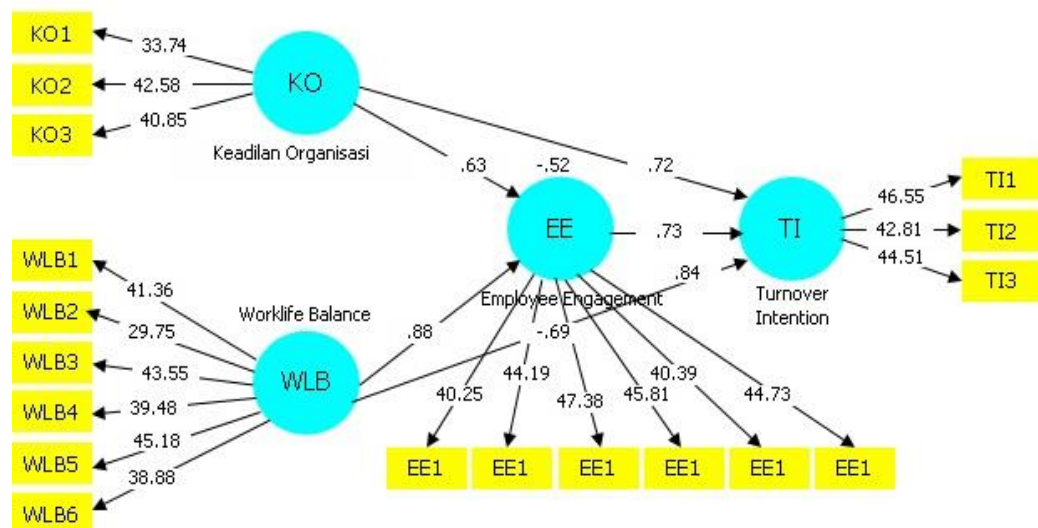 KO1
33.74
KO2
42.58
KO
KO3
40.85
Keadilan Organisasi
.63
-.52
.72
TI1
46.55
EE
.73
TI
42.81
TI2
44.51
TI3
WLB1
41.36
.84
Employee Engagement
Turnover
Intention
WLB2
29.75
Worklife Balance
.88
-.69
WLB3
43.55
WLB
WLB4
39.48
WLB5
45.18
WLB6
38.88
40.25
44.19
47.38
45.81
40.39
44.73
EE1
EE1
EE1
EE1
EE1
EE1